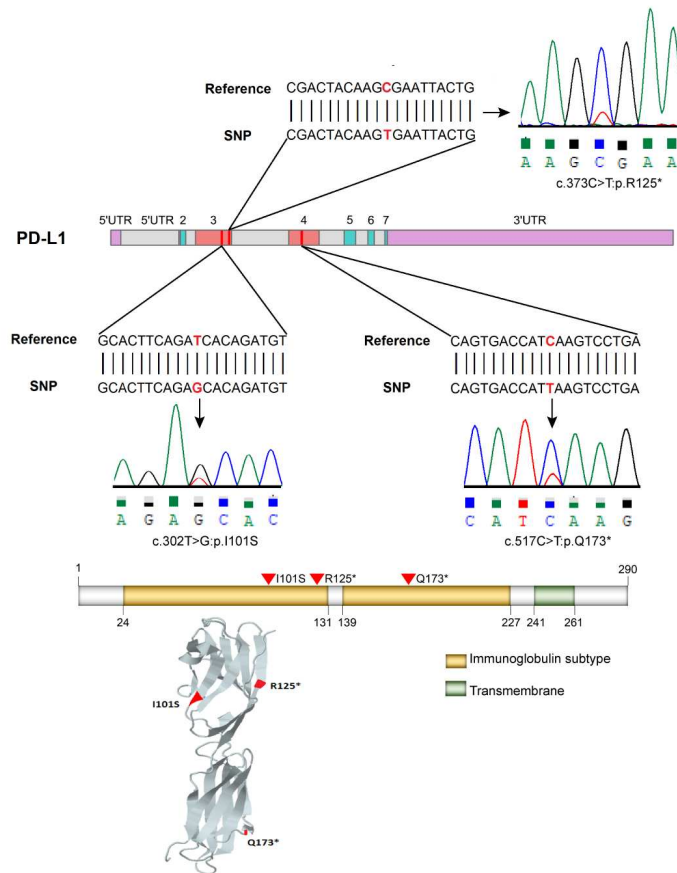 Reference CGACTACAAGCGAATTACTG
SNP CGACTACAAGTGAATTACTG
A A G C G A A
c.373C>T:p.R125*
5'UTR 5'UTR 2 3 4 5 6 7 3'UTR
PD-L1
Reference GCACTTCAGATCACAGATGT
SNP GCACTTCAGAGCACAGATGT
A G A G C A C
c.302T>G:p.I101S
Reference CAGTGACCATCAAGTCCTGA
SNP CAGTGACCATTAAGTCCTGA
C A T C A A G
c.517C>T:p.Q173*
1 290
I101S R125* Q173*
24 131 139 227 241 261
Immunoglobulin subtype
Transmembrane
R125*
I101S
Q173*